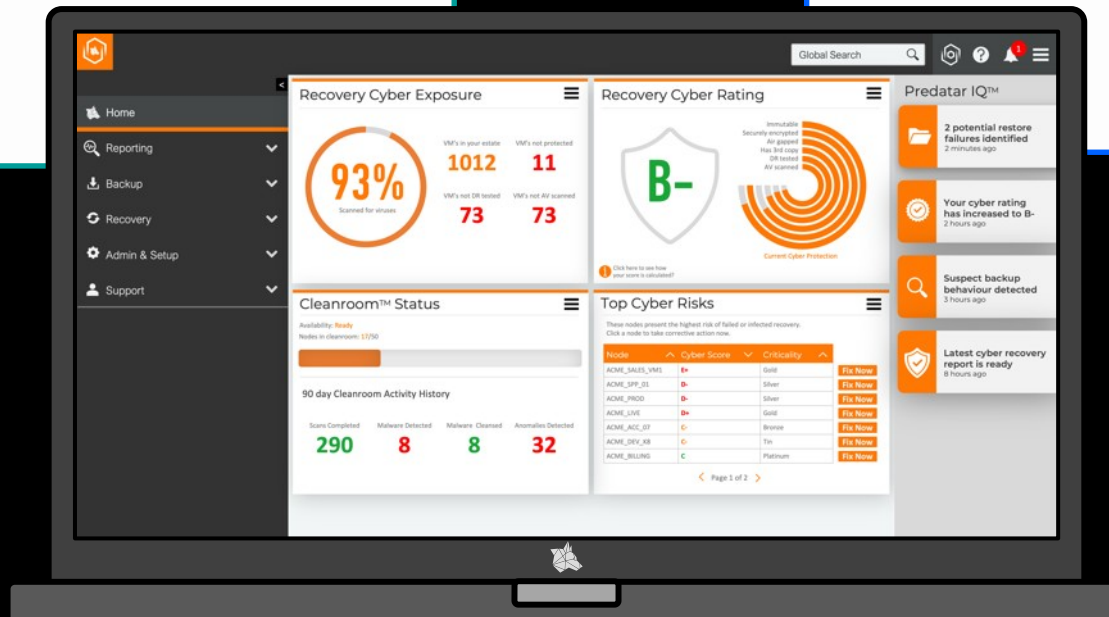 Global Search
1
<
Home
Reporting
Backup
Recovery
Admin & Setup
Support
Recovery Cyber Exposure
93%
Scanned for viruses
VM's in your estate
1012
VM's not protected
11
VM's not DR tested
73
VM's not AV scanned
73
Recovery Cyber Rating
B-
Immutable
Securely encrypted
Air gapped
Has 3rd copy
DR tested
AV scanned
Current Cyber Protection
Click here to see how
your score is calculated?
Cleanroom™ Status
Availability: Ready
Nodes in cleanroom: 17/50
90 day Cleanroom Activity History
Scans Completed
290
Malware Detected
8
Malware Cleansed
8
Anomalies Detected
32
Top Cyber Risks
These nodes present the highest risk of failed or infected recovery.
Click a node to take corrective action now.
Node Cyber Score Criticality
ACME_SALES_VM1 E+ Gold Fix Now
ACME_SPP_01 D- Silver Fix Now
ACME_PROD D- Silver Fix Now
ACME_LIVE D+ Gold Fix Now
ACME_ACC_07 C- Bronze Fix Now
ACME_DEV_K8 C- Tin Fix Now
ACME_BILLING C Platinum Fix Now
< Page 1 of 2 >
Predatar IQ™
2 potential restore
failures identified
2 minutes ago
Your cyber rating
has increased to B-
2 hours ago
Suspect backup
behaviour detected
3 hours ago
Latest cyber recovery
report is ready
8 hours ago